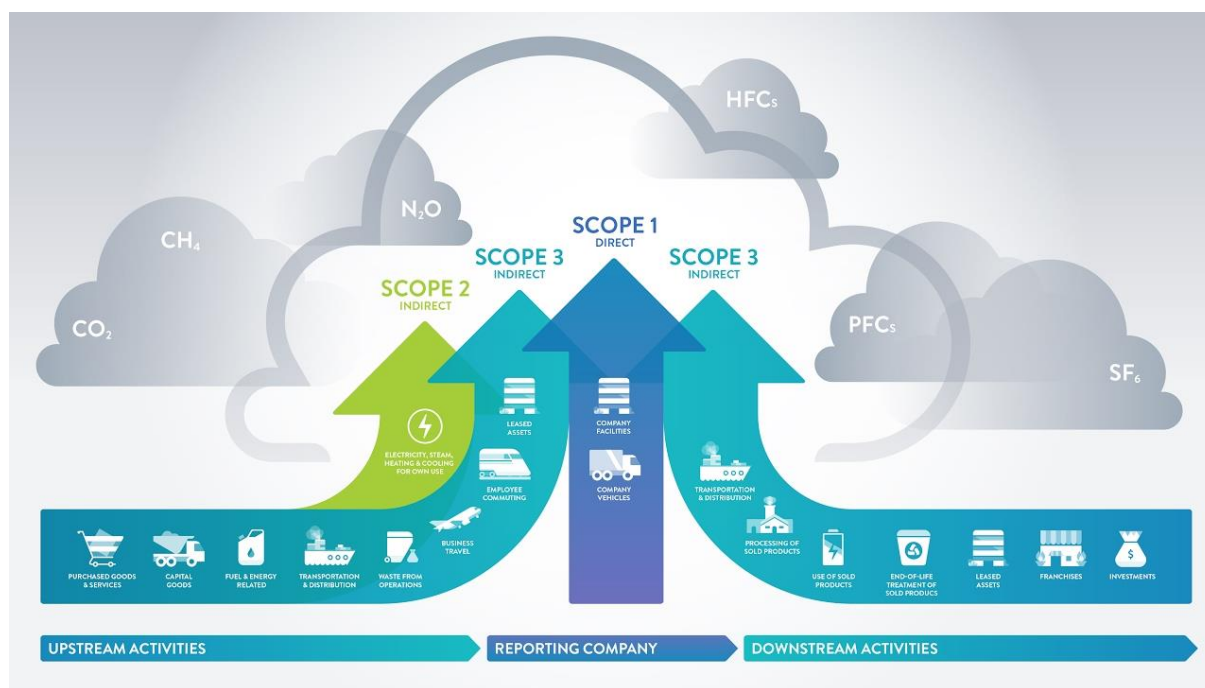 HFCs
N₂O
CH₄
CO₂
PFCs
SF₆
SCOPE 1
DIRECT
SCOPE 3
INDIRECT
SCOPE 3
INDIRECT
SCOPE 2
INDIRECT
ELECTRICITY, STEAM,
HEATING & COOLING
FOR OWN USE
LEASED
ASSETS
EMPLOYEE
COMMUTING
BUSINESS
TRAVEL
COMPANY
FACILITIES
COMPANY
VEHICLES
TRANSPORTATION
& DISTRIBUTION
PROCESSING OF
SOLD PRODUCTS
PURCHASED GOODS
& SERVICES
CAPITAL
GOODS
FUEL & ENERGY
RELATED
TRANSPORTATION
& DISTRIBUTION
WASTE FROM
OPERATIONS
USE OF SOLD
PRODUCTS
END-OF-LIFE
TREATMENT OF
SOLD PRODUCS
LEASED
ASSETS
FRANCHISES
$
INVESTMENTS
UPSTREAM ACTIVITIES
REPORTING COMPANY
DOWNSTREAM ACTIVITIES